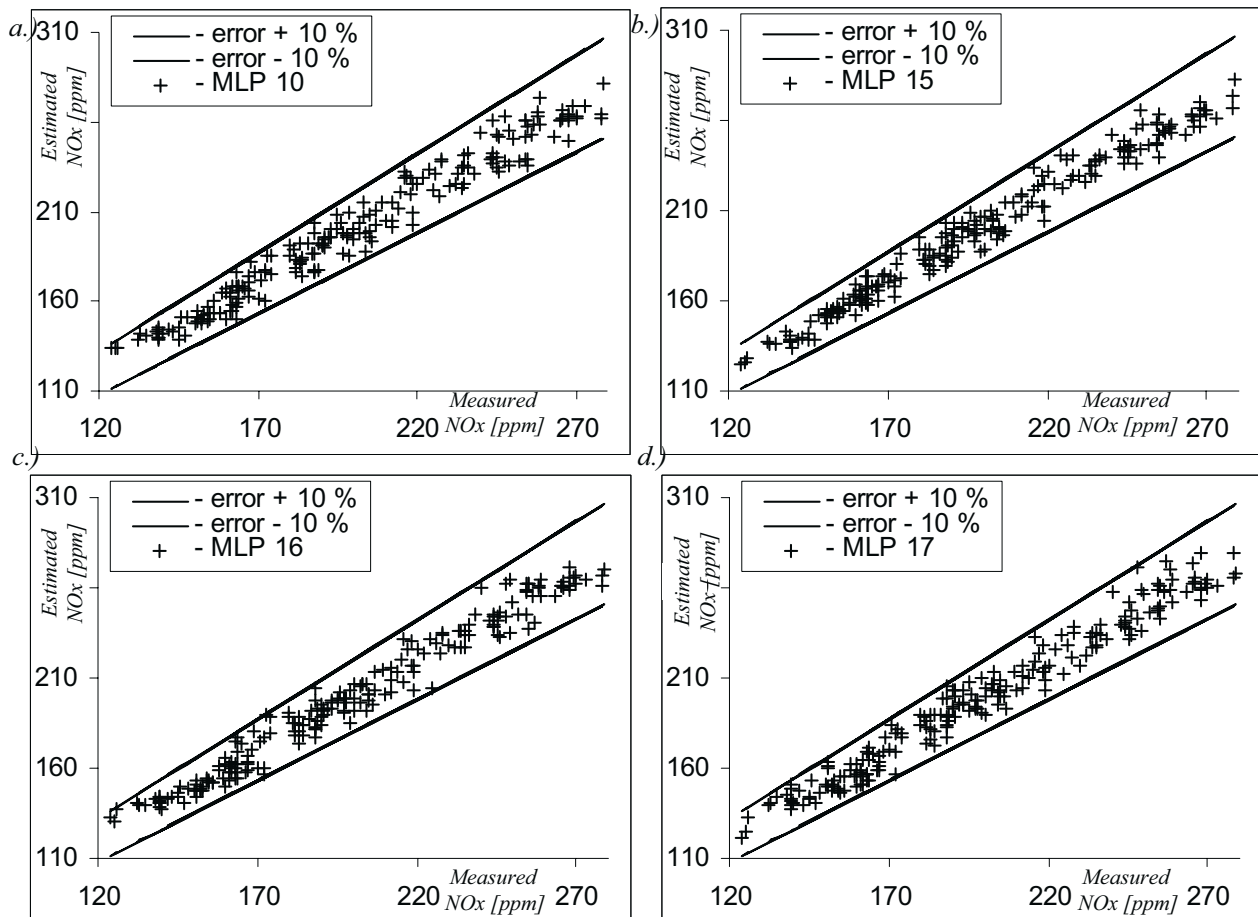 a.)
310
260
210
160
110
Estimated
NOx [ppm]
- error + 10 %
- error - 10 %
- MLP 10
Measured
NOx [ppm]
120
170
220
270
b.)
310
260
210
160
110
Estimated
NOx [ppm]
- error + 10 %
- error - 10 %
- MLP 15
Measured
NOx [ppm]
120
170
220
270
c.)
310
260
210
160
110
Estimated
NOx [ppm]
- error + 10 %
- error - 10 %
- MLP 16
Measured
NOx [ppm]
120
170
220
270
d.)
310
260
210
160
110
Estimated
NOx [ppm]
- error + 10 %
- error - 10 %
- MLP 17
Measured
NOx [ppm]
120
170
220
270